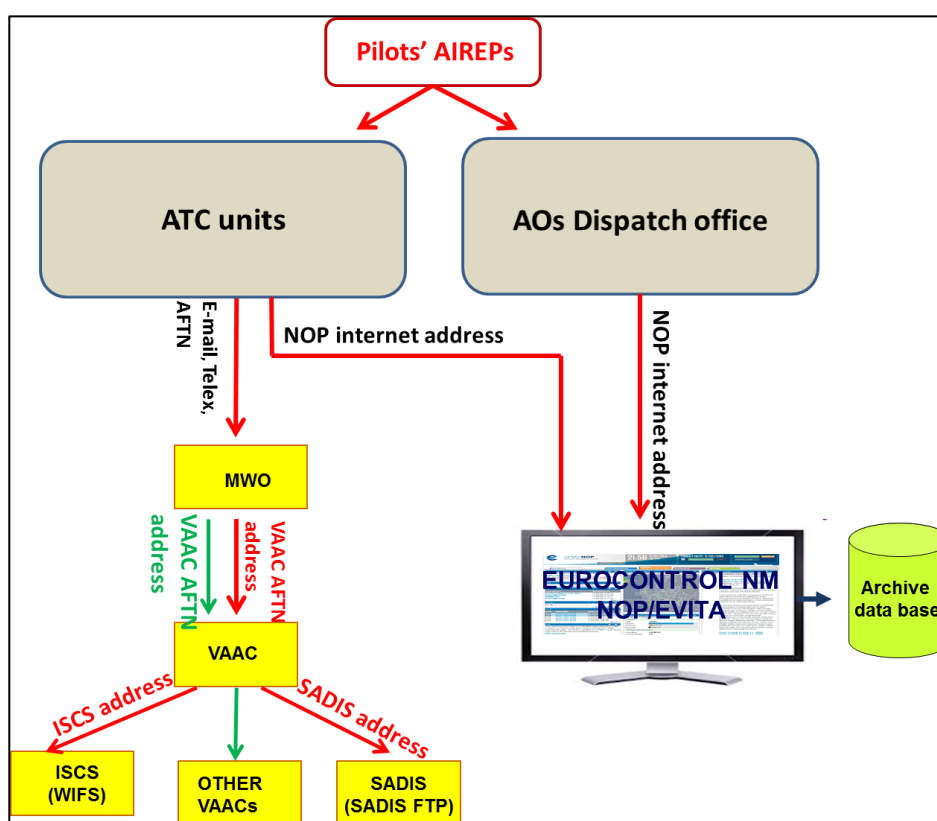 Pilots' AIREPs
ATC units
AOs Dispatch office
E-mail, Telex,
AFTN
NOP internet address
NOP internet address
MWO
VAAC AFTN
address
VAAC AFTN
address
EUROCONTROL NM
NOP/EVITA
Archive
data base
VAAC
ISCS address
SADIS address
ISCS
(WIFS)
OTHER
VAACs
SADIS
(SADIS FTP)